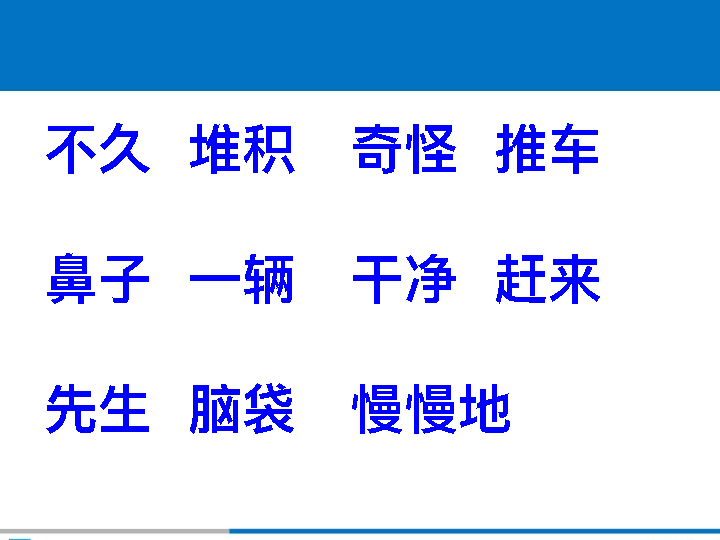 不久 堆积 奇怪 推车
鼻子 一辆 干净 赶来
先生 脑袋 慢慢地